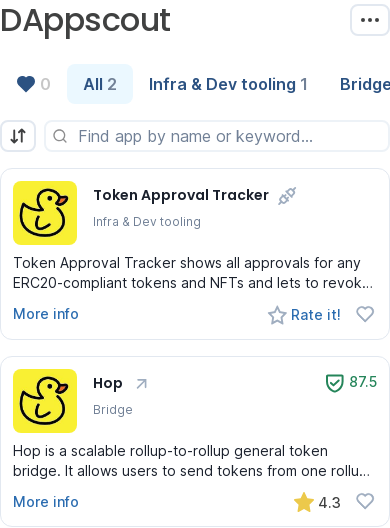 DAppscout
0
All 2
Infra & Dev tooling 1
Bridge
Find app by name or keyword...
Token Approval Tracker
Infra & Dev tooling
Token Approval Tracker shows all approvals for any
ERC20-compliant tokens and NFTs and lets to revok...
More info
Rate it!
Hop
87.5
Bridge
Hop is a scalable rollup-to-rollup general token
bridge. It allows users to send tokens from one rollu...
More info
4.3